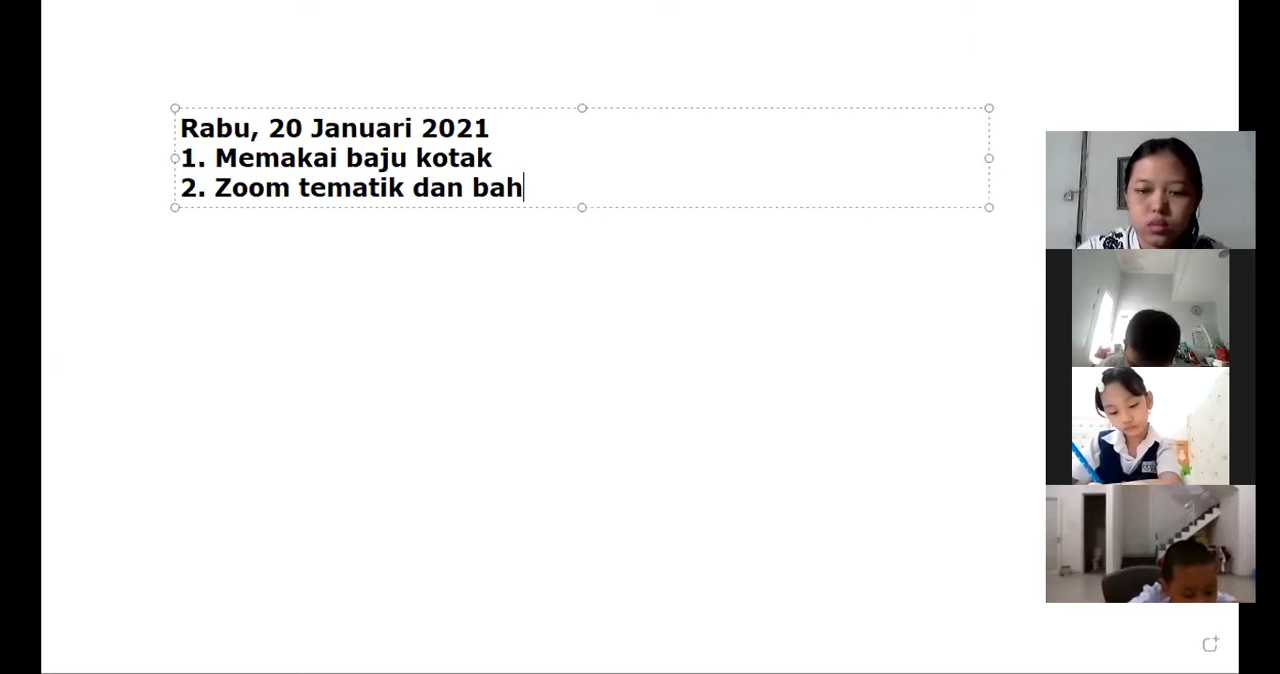 Rabu, 20 Januari 2021
1. Memakai baju kotak
2. Zoom tematik dan bah